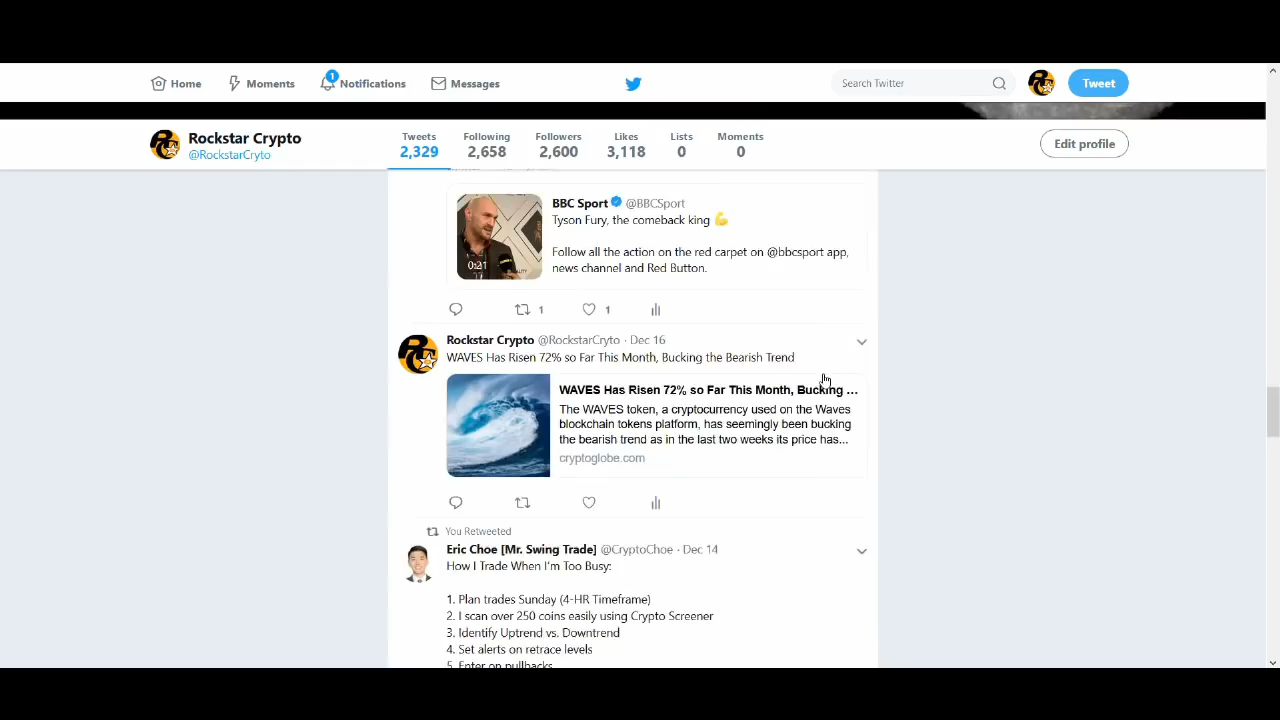 Home
Moments
1
Notifications
Messages
Search Twitter
Tweet
Rockstar Crypto
@RockstarCryto
Tweets
2,329
Following
2,658
Followers
2,600
Likes
3,118
Lists
0
Moments
0
Edit profile
BBC Sport @BBCSport
Tyson Fury, the comeback king 💪
0:21
Follow all the action on the red carpet on @bbcsport app,
news channel and Red Button.
1
1
Rockstar Crypto @RockstarCryto · Dec 16
WAVES Has Risen 72% so Far This Month, Bucking the Bearish Trend
WAVES Has Risen 72% so Far This Month, Bucking ...
The WAVES token, a cryptocurrency used on the Waves
blockchain tokens platform, has seemingly been bucking
the bearish trend as in the last two weeks its price has...
cryptoglobe.com
You Retweeted
Eric Choe [Mr. Swing Trade] @CryptoChoe · Dec 14
How I Trade When I'm Too Busy:
1. Plan trades Sunday (4-HR Timeframe)
2. I scan over 250 coins easily using Crypto Screener
3. Identify Uptrend vs. Downtrend
4. Set alerts on retrace levels
5. Enter on pullbacks